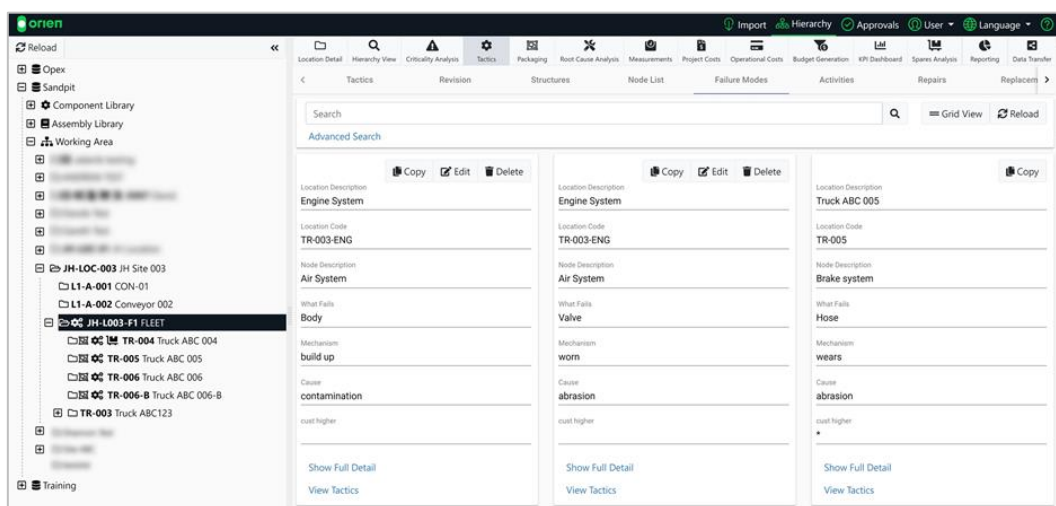 orien
Import Hierarchy Approvals User Language
Reload
Location Detail Hierarchy View Criticality Analysis Tactics Packaging Root Cause Analysis Measurements Project Costs Operational Costs Budget Generation KPI Dashboard Spares Analysis Reporting Data Transfer
Tactics Revision Structures Node List Failure Modes Activities Repairs Replacem
Opex
Sandpit
Component Library
Assembly Library
Working Area
JH-LOC-003 JH Site 003
L1-A-001 CON-01
L1-A-002 Conveyor 002
JH-L003-F1 FLEET
TR-004 Truck ABC 004
TR-005 Truck ABC 005
TR-006 Truck ABC 006
TR-006-B Truck ABC 006-B
TR-003 Truck ABC123
Training
Search
Grid View Reload
Advanced Search
Copy Edit Delete
Location Description
Engine System
Location Code
TR-003-ENG
Node Description
Air System
What Fails
Body
Mechanism
build up
Cause
contamination
cust higher
Show Full Detail
View Tactics
Copy Edit Delete
Location Description
Engine System
Location Code
TR-003-ENG
Node Description
Air System
What Fails
Valve
Mechanism
worn
Cause
abrasion
cust higher
Show Full Detail
View Tactics
Copy
Location Description
Truck ABC 005
Location Code
TR-005
Node Description
Brake system
What Fails
Hose
Mechanism
wears
Cause
abrasion
cust higher
*
Show Full Detail
View Tactics